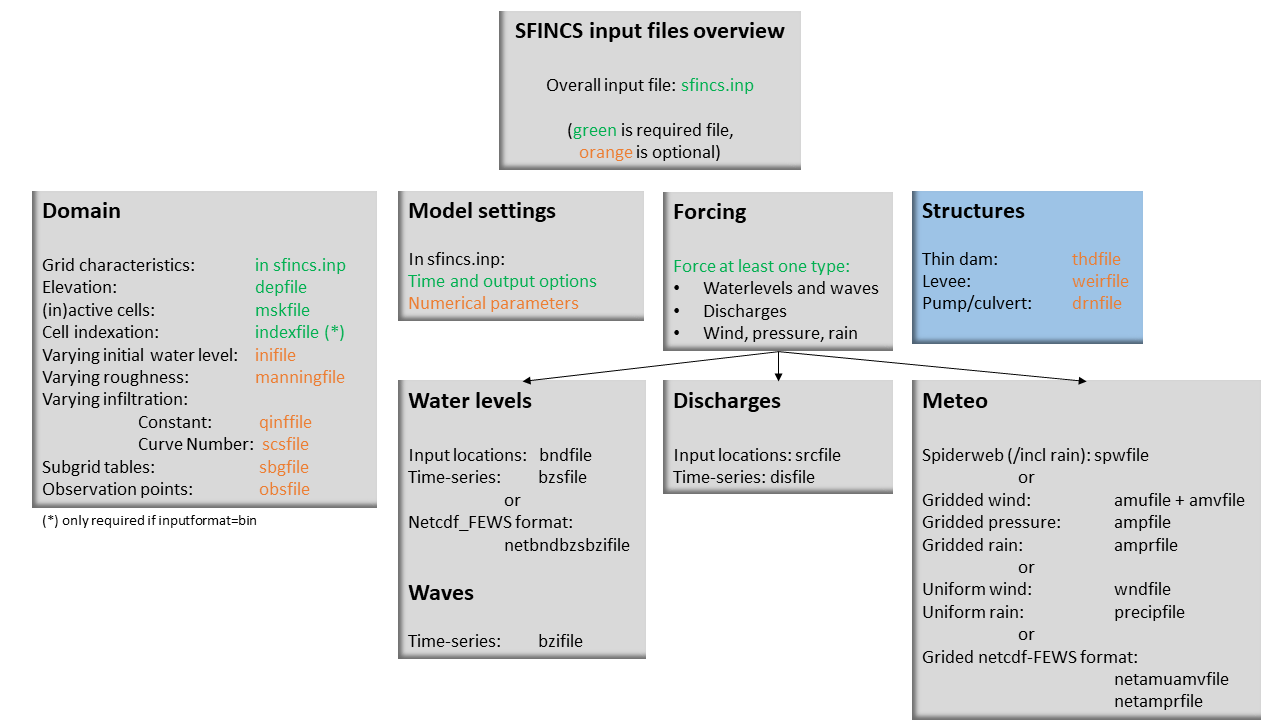 SFINCS input files overview
Overall input file: sfincs.inp
(green is required file,
orange is optional)
Domain
Grid characteristics: in sfincs.inp
Elevation: depfile
(in)active cells: mskfile
Cell indexation: indexfile (*)
Varying initial water level: inifile
Varying roughness: manningfile
Varying infiltration:
Constant: qinffile
Curve Number: scsfile
Subgrid tables: sbgfile
Observation points: obsfile
(*) only required if inputformat=bin
Model settings
In sfincs.inp:
Time and output options
Numerical parameters
Forcing
Force at least one type:
• Waterlevels and waves
• Discharges
• Wind, pressure, rain
Structures
Thin dam: thdfile
Levee: weirfile
Pump/culvert: drnfile
Water levels
Input locations: bndfile
Time-series: bzsfile
or
Netcdf_FEWS format:
netbndbzsbzifile
Waves
Time-series: bzifile
Discharges
Input locations: srcfile
Time-series: disfile
Meteo
Spiderweb (/incl rain): spwfile
or
Gridded wind: amufile + amvfile
Gridded pressure: ampfile
Gridded rain: amprfile
or
Uniform wind: wndfile
Uniform rain: precipfile
or
Grided netcdf-FEWS format:
netamuamvfile
netamprfile